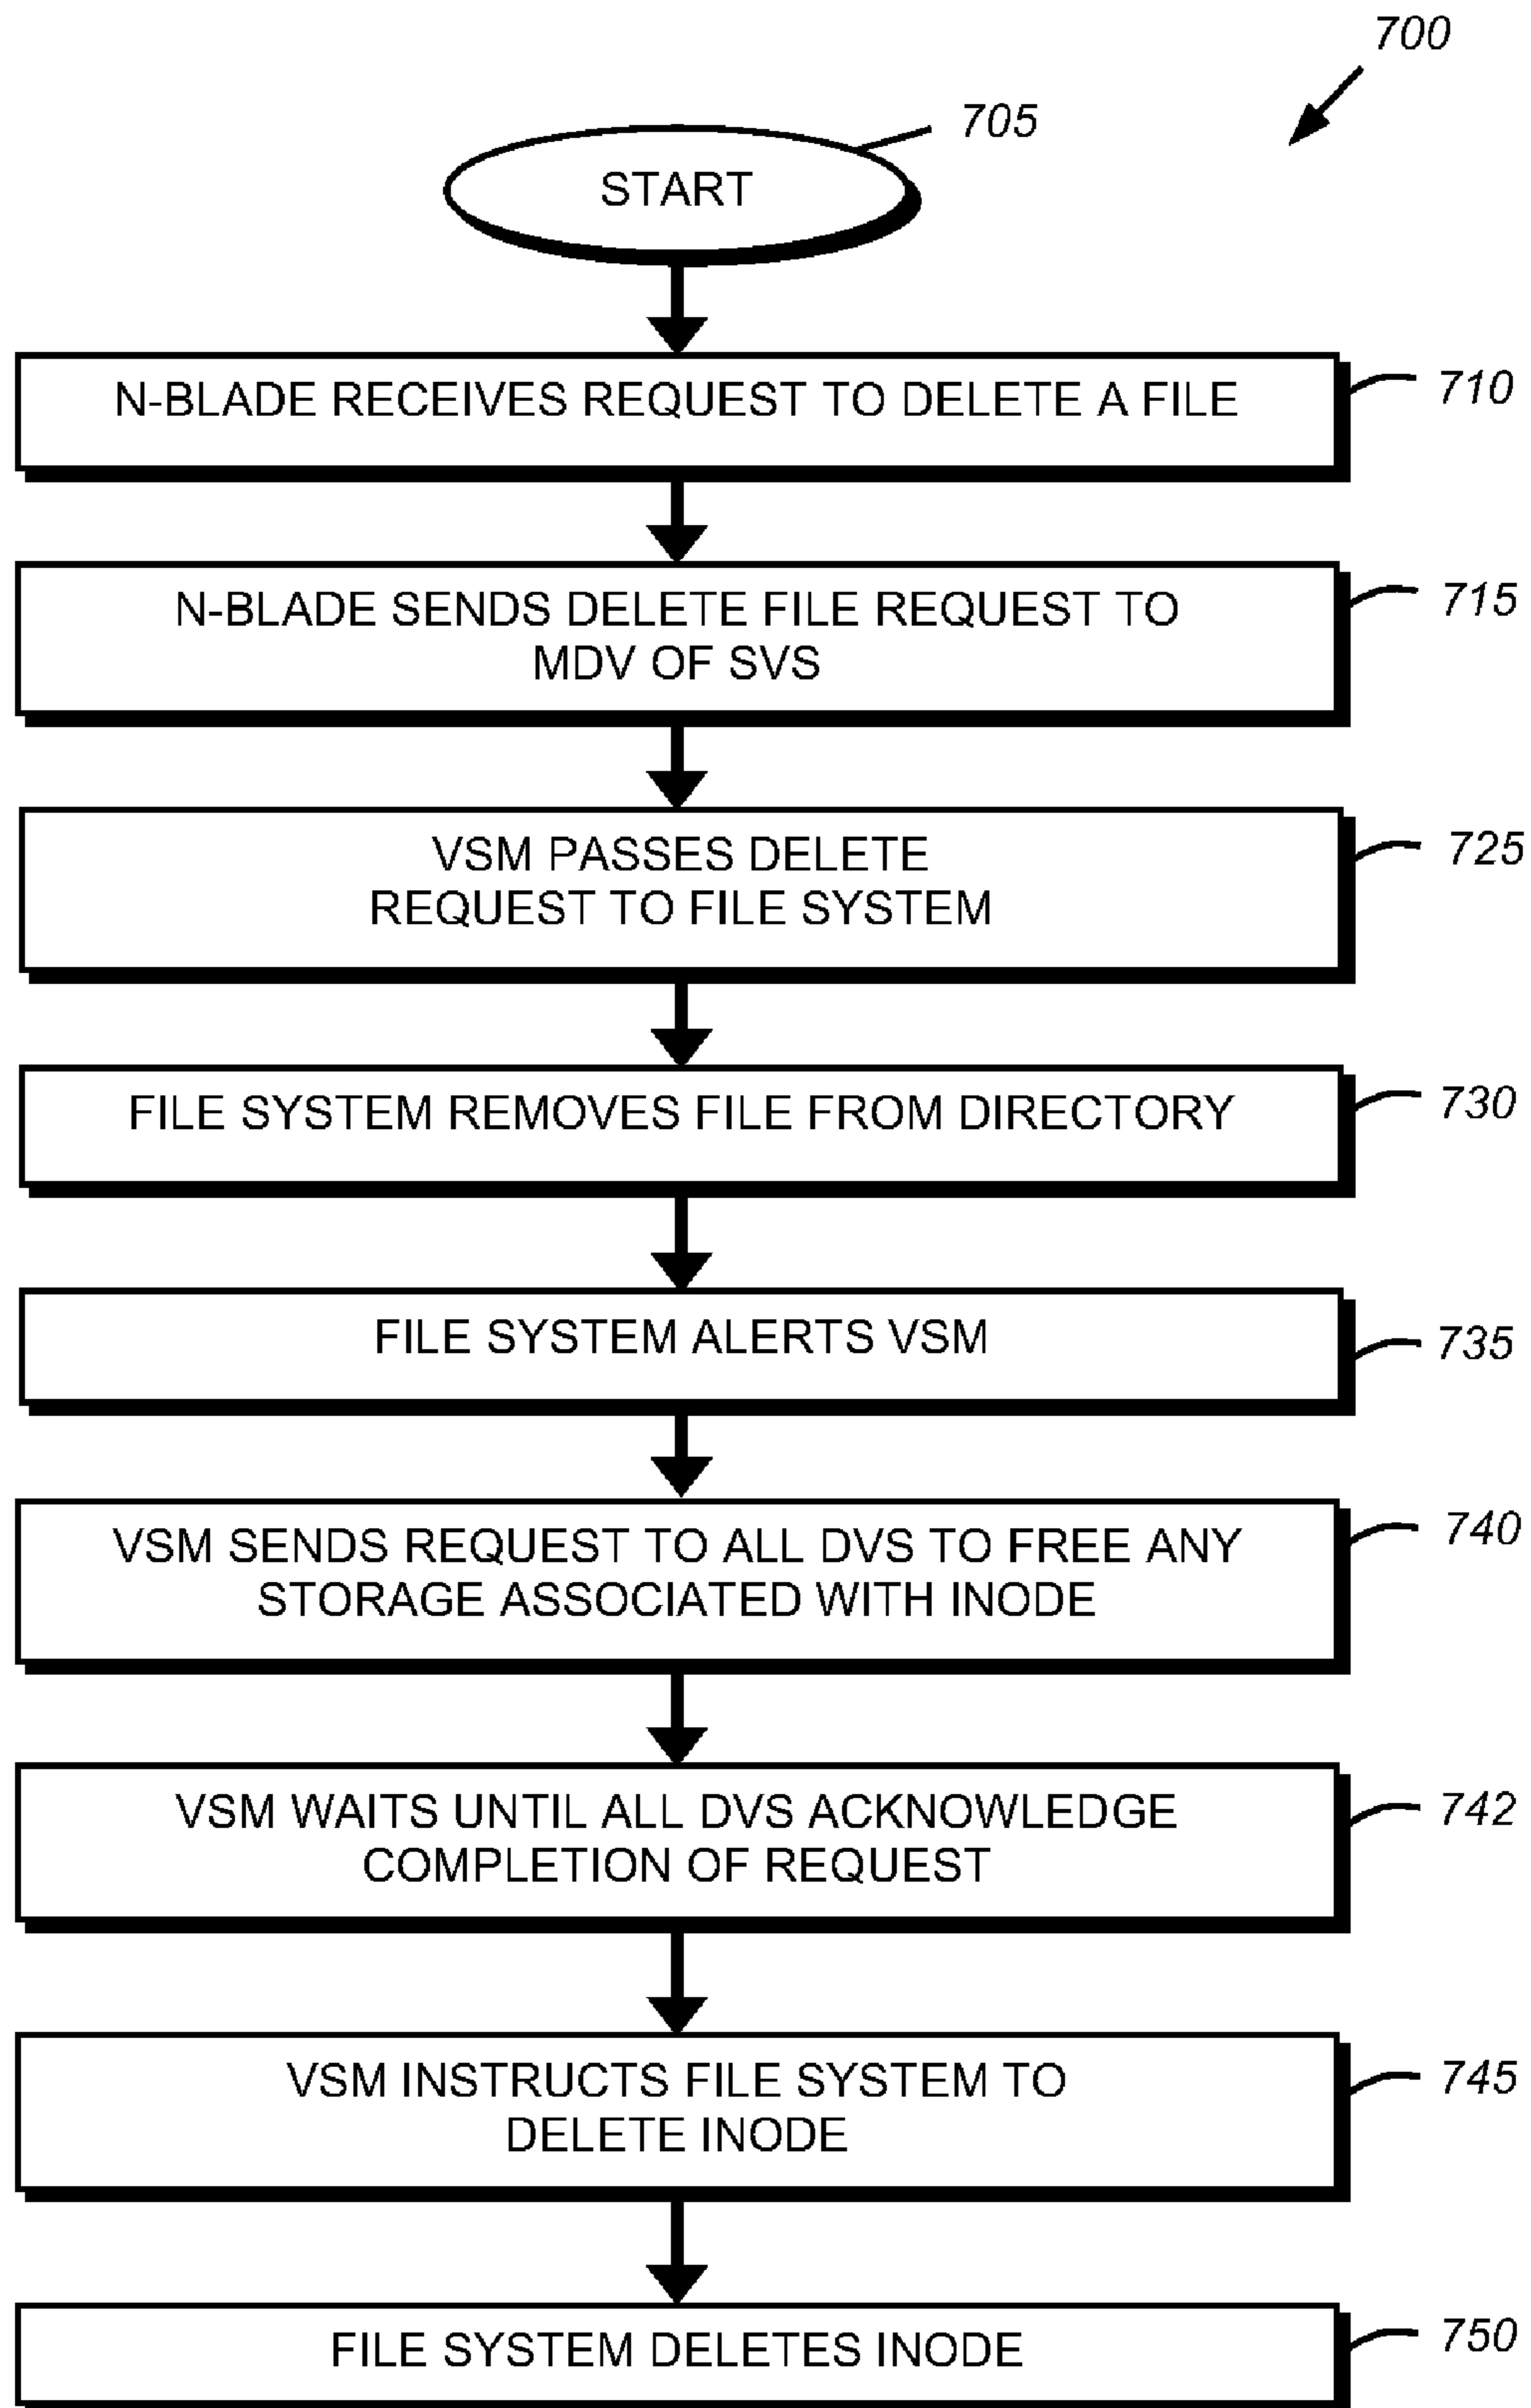 700
705
START
N-BLADE RECEIVES REQUEST TO DELETE A FILE
710
N-BLADE SENDS DELETE FILE REQUEST TO
MDV OF SVS
715
VSM PASSES DELETE
REQUEST TO FILE SYSTEM
725
FILE SYSTEM REMOVES FILE FROM DIRECTORY
730
FILE SYSTEM ALERTS VSM
735
VSM SENDS REQUEST TO ALL DVS TO FREE ANY
STORAGE ASSOCIATED WITH INODE
740
VSM WAITS UNTIL ALL DVS ACKNOWLEDGE
COMPLETION OF REQUEST
742
VSM INSTRUCTS FILE SYSTEM TO
DELETE INODE
745
FILE SYSTEM DELETES INODE
750